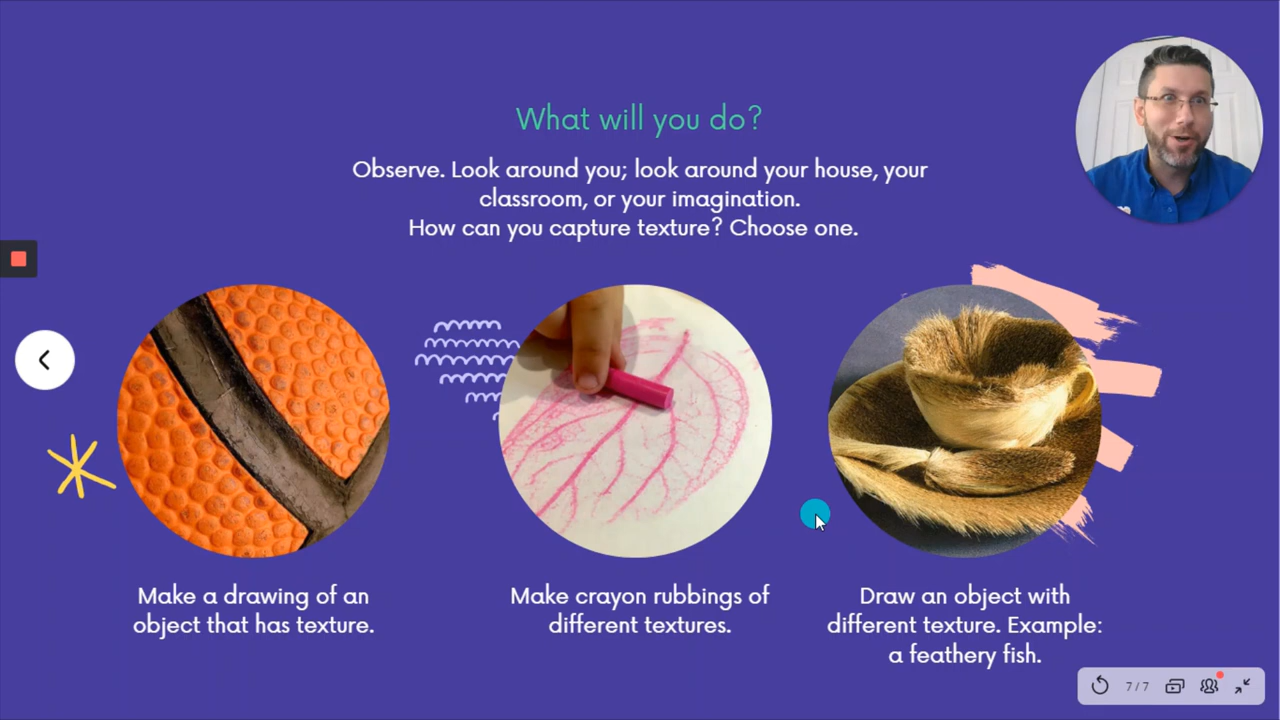 What will you do?
Observe. Look around you; look around your house, your
classroom, or your imagination.
How can you capture texture? Choose one.
Make a drawing of an
object that has texture.
Make crayon rubbings of
different textures.
Draw an object with
different texture. Example:
a feathery fish.
7/7